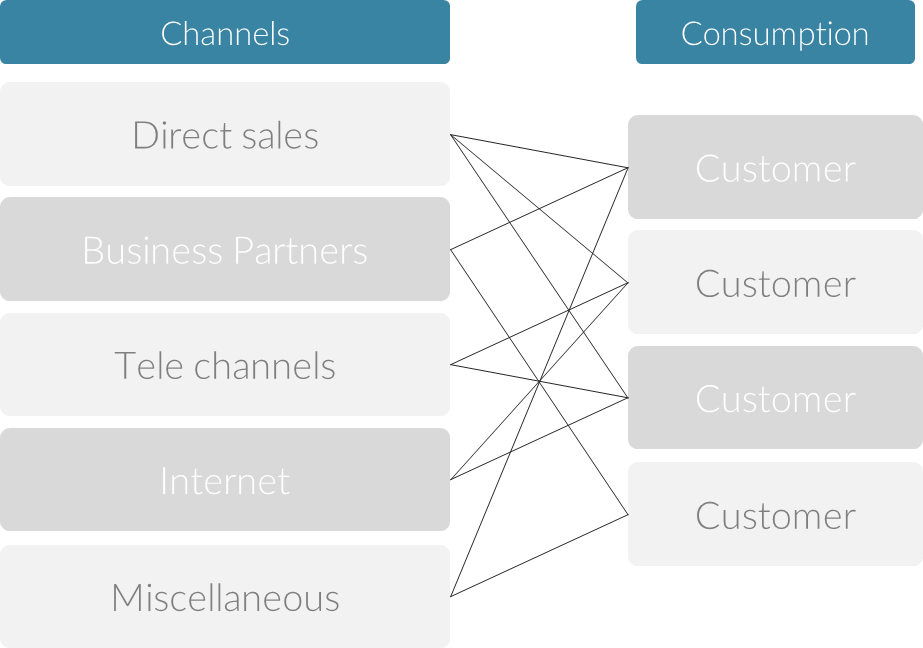 Channels
Consumption
Direct sales
Customer
Business Partners
Customer
Tele channels
Customer
Internet
Customer
Miscellaneous